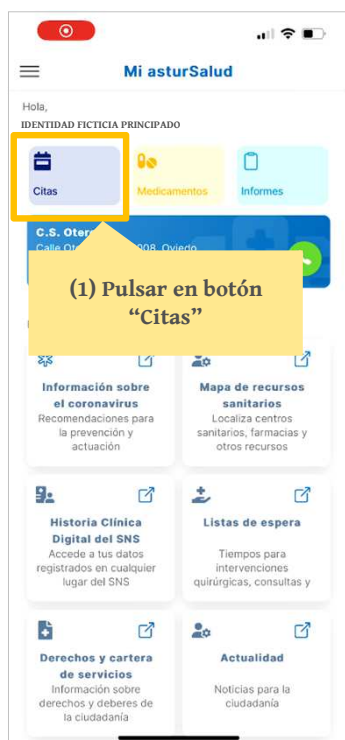 Mi asturSalud
Hola,
IDENTIDAD FICTICIA PRINCIPADO
Citas
Medicamentos
Informes
C.S. Otero
Calle Ote 008, Oviedo
(1) Pulsar en botón
“Citas”
Información sobre
el coronavirus
Recomendaciones para
la prevención y
actuación
Mapa de recursos
sanitarios
Localiza centros
sanitarios, farmacias y
otros recursos
Historia Clínica
Digital del SNS
Accede a tus datos
registrados en cualquier
lugar del SNS
Listas de espera
Tiempos para
intervenciones
quirúrgicas, consultas y
Derechos y cartera
de servicios
Información sobre
derechos y deberes de
la ciudadanía
Actualidad
Noticias para la
ciudadanía